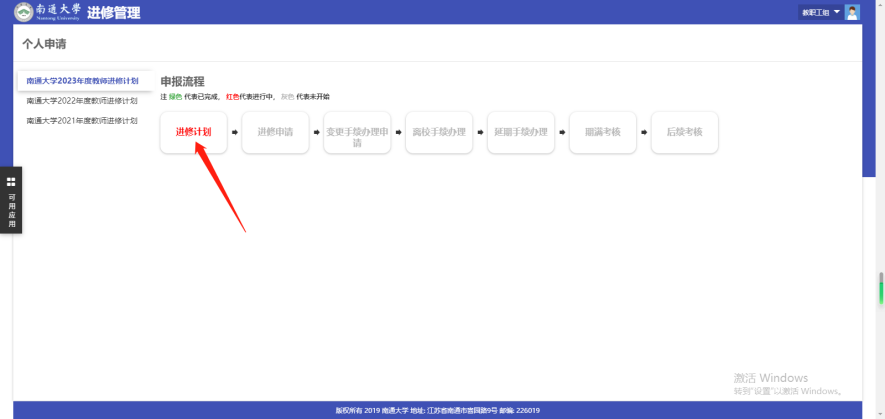 南通大学 进修管理
Nantong University
教职工组
个人申请
南通大学2023年度教师进修计划
南通大学2022年度教师进修计划
南通大学2021年度教师进修计划
申报流程
注 绿色 代表已完成， 红色代表进行中， 灰色 代表未开始
进修计划
进修申请
变更手续办理申请
离校手续办理
延期手续办理
期满考核
后续考核
可用应用
激活 Windows
转到"设置"以激活 Windows。
版权所有 2019 南通大学 地址: 江苏省南通市啬园路9号 邮编: 226019